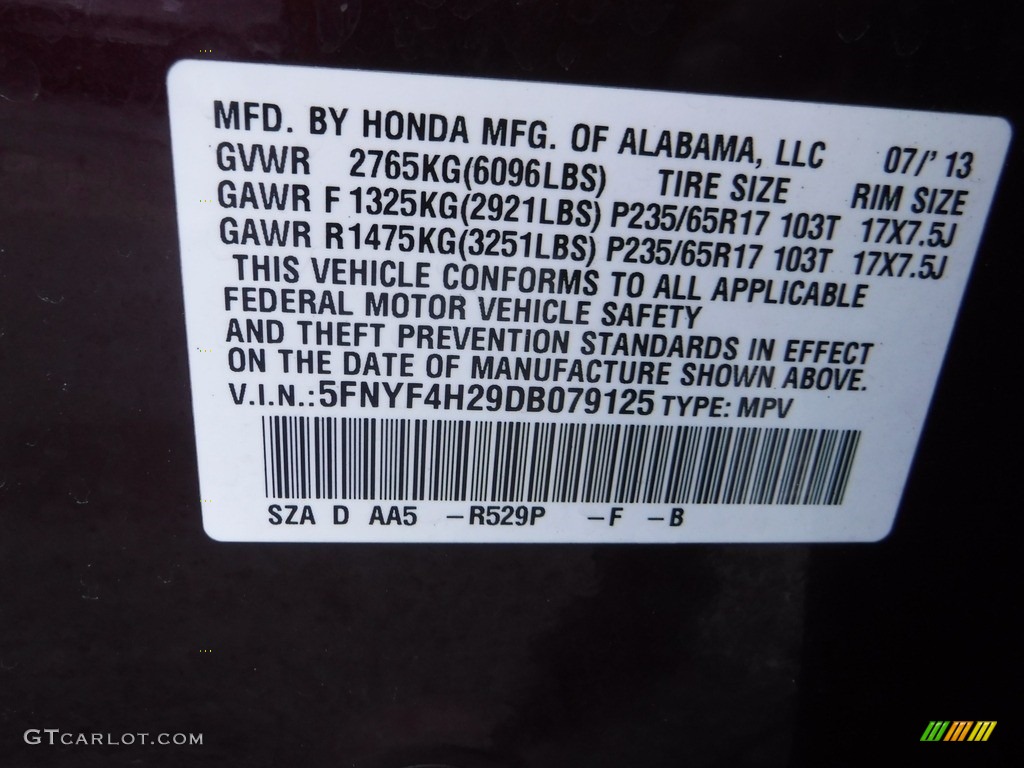 MFD. BY HONDA MFG. OF ALABAMA, LLC 07/' 13
GVWR 2765KG(6096LBS) TIRE SIZE RIM SIZE
GAWR F 1325KG(2921LBS) P235/65R17 103T 17X7.5J
GAWR R1475KG(3251LBS) P235/65R17 103T 17X7.5J
THIS VEHICLE CONFORMS TO ALL APPLICABLE
FEDERAL MOTOR VEHICLE SAFETY
AND THEFT PREVENTION STANDARDS IN EFFECT
ON THE DATE OF MANUFACTURE SHOWN ABOVE.
V.I.N.:5FNYF4H29DB079125 TYPE: MPV
SZA D AA5 -R529P -F -B
GTCARLOT.COM